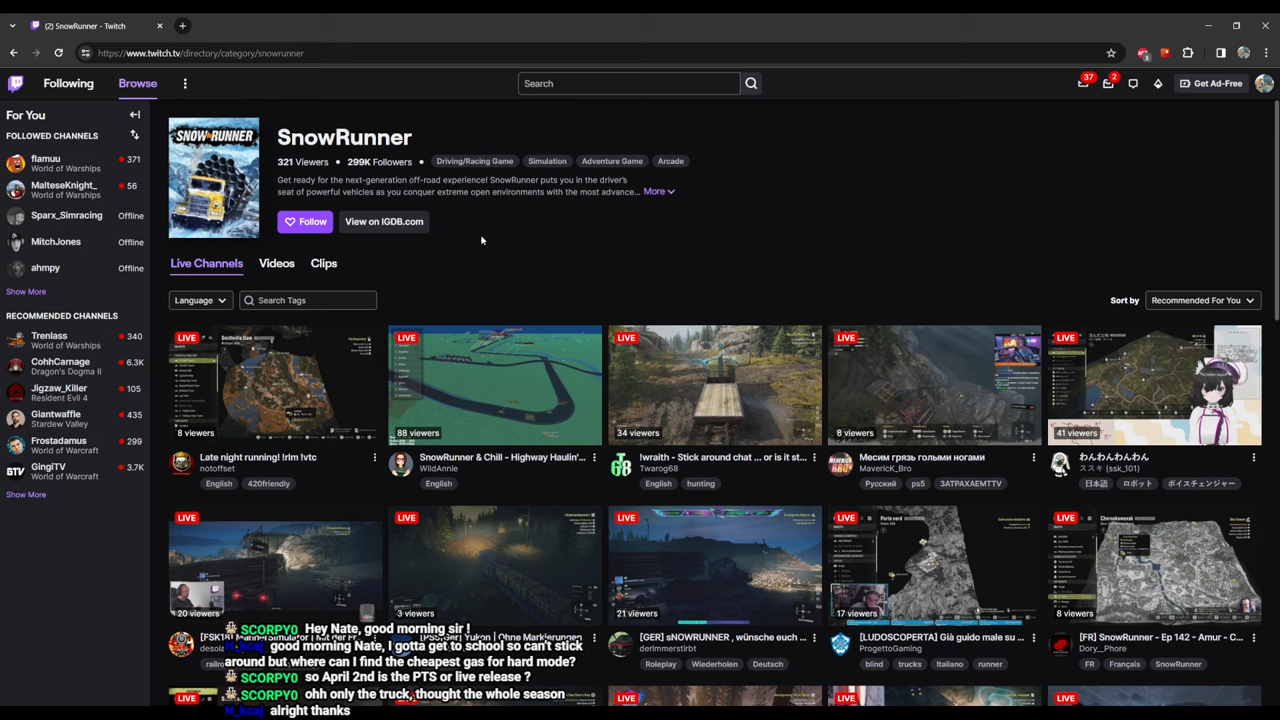 (2) SnowRunner - Twitch
https://www.twitch.tv/directory/category/snowrunner
Following
Browse
Search
37
2
Get Ad-Free
For You
FOLLOWED CHANNELS
flamuu
371
World of Warships
MalteseKnight_
56
World of Warships
Sparx_Simracing
Offline
MitchJones
Offline
ahmpy
Offline
Show More
RECOMMENDED CHANNELS
Trenlass
340
World of Warships
CohhCarnage
6.3K
Dragon's Dogma II
Jigzaw_Killer
105
Resident Evil 4
Giantwaffle
435
Stardew Valley
Frostadamus
299
World of Warcraft
GingiTV
3.7K
World of Warcraft
Show More
SNOWRUNNER
SnowRunner
321 Viewers • 299K Followers • Driving/Racing Game Simulation Adventure Game Arcade
Get ready for the next-generation off-road experience! SnowRunner puts you in the driver's
seat of powerful vehicles as you conquer extreme open environments with the most advance... More
Follow
View on IGDB.com
Live Channels
Videos
Clips
Language
Search Tags
Sort by
Recommended For You
LIVE
Smithville Dam
8 viewers
Late night running! !rlm !vtc
notoffset
English
420friendly
LIVE
88 viewers
SnowRunner & Chill - Highway Haulin'...
WildAnnie
English
LIVE
34 viewers
!wraith - Stick around chat ... or is it st...
Twarog68
English
hunting
LIVE
8 viewers
Месим грязь голыми ногами
MavericK_Bro
Русский
ps5
ЗАТРАХАЕМTTV
LIVE
41 viewers
わんわんわんわん
ススキ (ssk_101)
日本語
ロボット
ボイスチェンジャー
LIVE
20 viewers
LIVE
3 viewers
Yukon | Ohne Markierungen
LIVE
21 viewers
[GER] sNOWRUNNER , wünsche euch ...
derimmerstirbt
Roleplay
Wiederholen
Deutsch
LIVE
17 viewers
[LUDOSCOPERTA] Già guido male su ...
ProgettoGaming
blind
trucks
Italiano
runner
LIVE
8 viewers
[FR] SnowRunner - Ep 142 - Amur - C...
Dory__Phore
FR
Français
SnowRunner
SCORPY0 Hey Nate, good morning sir !
H_kcaj good morning Nate, I gotta get to school so can't stick
around but where can I find the cheapest gas for hard mode?
SCORPY0 so April 2nd is the PTS or live release ?
SCORPY0 ohh only the truck, thought the whole season
H_kcaj alright thanks
LIVE
LIVE
LIVE
LIVE